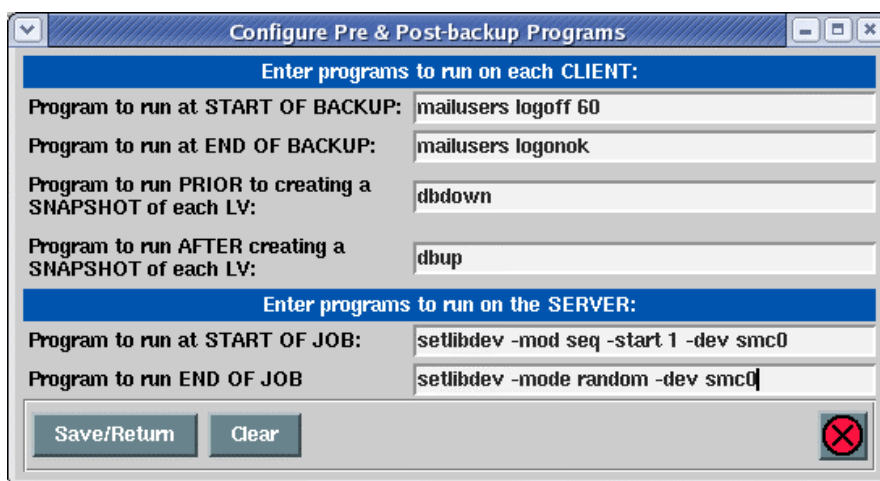 Configure Pre & Post-backup Programs
Enter programs to run on each CLIENT:
Program to run at START OF BACKUP: mailusers logoff 60
Program to run at END OF BACKUP: mailusers logonok
Program to run PRIOR to creating a
SNAPSHOT of each LV: dbdown
Program to run AFTER creating a
SNAPSHOT of each LV: dbup
Enter programs to run on the SERVER:
Program to run at START OF JOB: setlibdev -mod seq -start 1 -dev smc0
Program to run END OF JOB setlibdev -mode random -dev smc0
Save/Return Clear